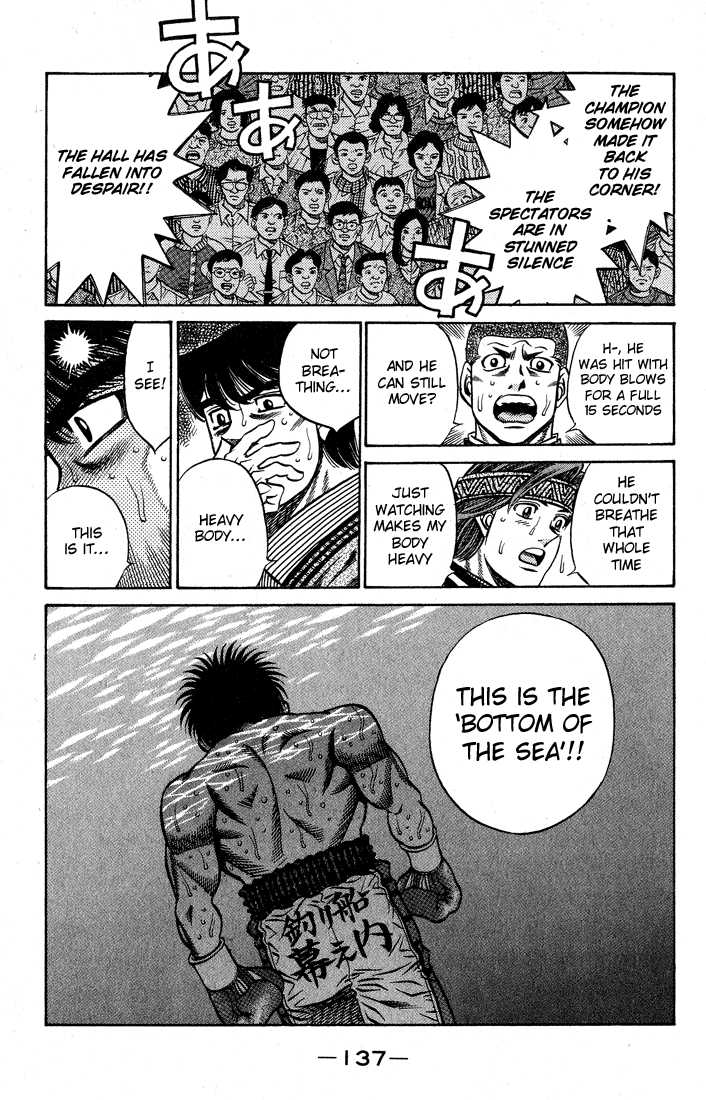 THE
CHAMPION
SOMEHOW
MADE IT
BACK
TO HIS
CORNER!
THE
SPECTATORS
ARE IN
STUNNED
SILENCE
あ
あ
あ
THE HALL HAS
FALLEN INTO
DESPAIR!!
H-, HE
WAS HIT WITH
BODY BLOWS
FOR A FULL
15 SECONDS
AND HE
CAN STILL
MOVE?
HE
COULDN'T
BREATHE
THAT
WHOLE
TIME
JUST
WATCHING
MAKES MY
BODY
HEAVY
NOT
BREA-
THING...
HEAVY
BODY...
I
SEE!
THIS
IS IT...
THIS IS THE
'BOTTOM OF
THE SEA'!!
釣り船
幕之内
—137—